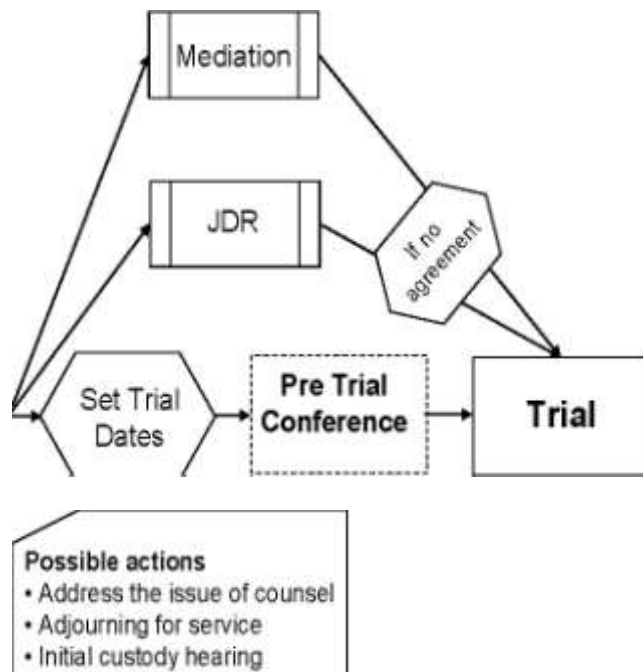 Mediation
JDR
If no
agreement
Set Trial
Dates
Pre Trial
Conference
Trial
Possible actions
• Address the issue of counsel
• Adjourning for service
• Initial custody hearing